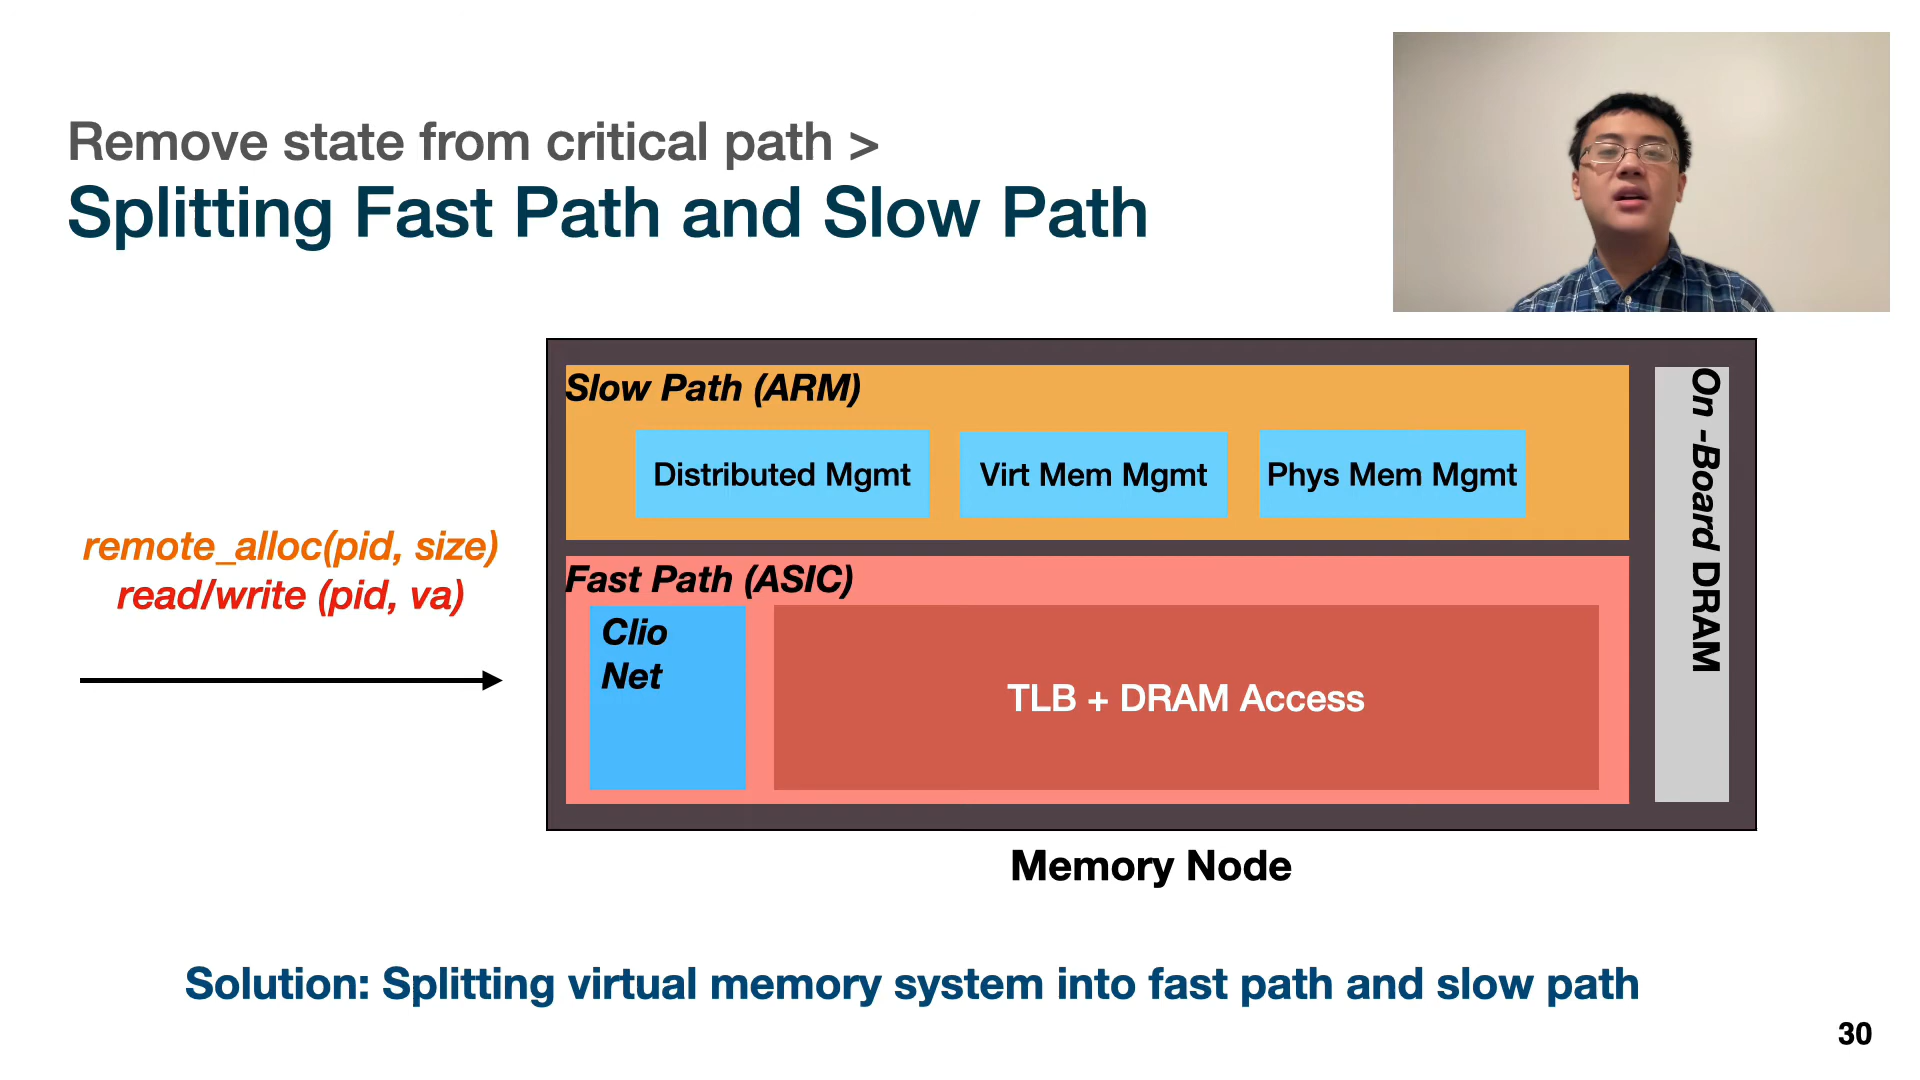 Remove state from critical path >
Splitting Fast Path and Slow Path
remote_alloc(pid, size)
read/write (pid, va)
Slow Path (ARM)
Distributed Mgmt
Virt Mem Mgmt
Phys Mem Mgmt
Fast Path (ASIC)
Clio
Net
TLB + DRAM Access
On -Board DRAM
Memory Node
Solution: Splitting virtual memory system into fast path and slow path
30